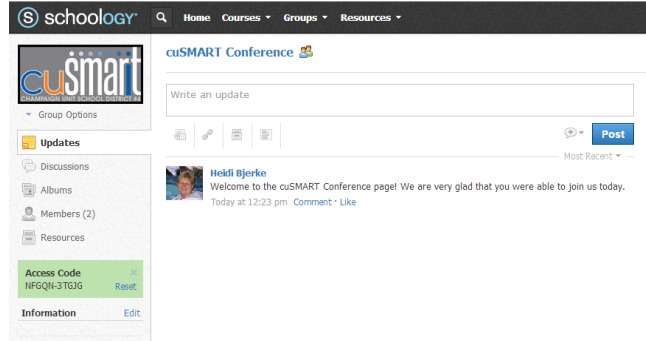 S schoology® Home Courses Groups Resources
cuSMART Conference
cusmart
CHAMPAIGN UNIT SCHOOL DISTRICT #4
Group Options
Write an update
Post
Most Recent
Updates
Discussions
Albums
Members (2)
Resources
Heidi Bjerke
Welcome to the cuSMART Conference page! We are very glad that you were able to join us today.
Today at 12:23 pm Comment · Like
Access Code
NFGQN-3TGJG Reset
Information Edit